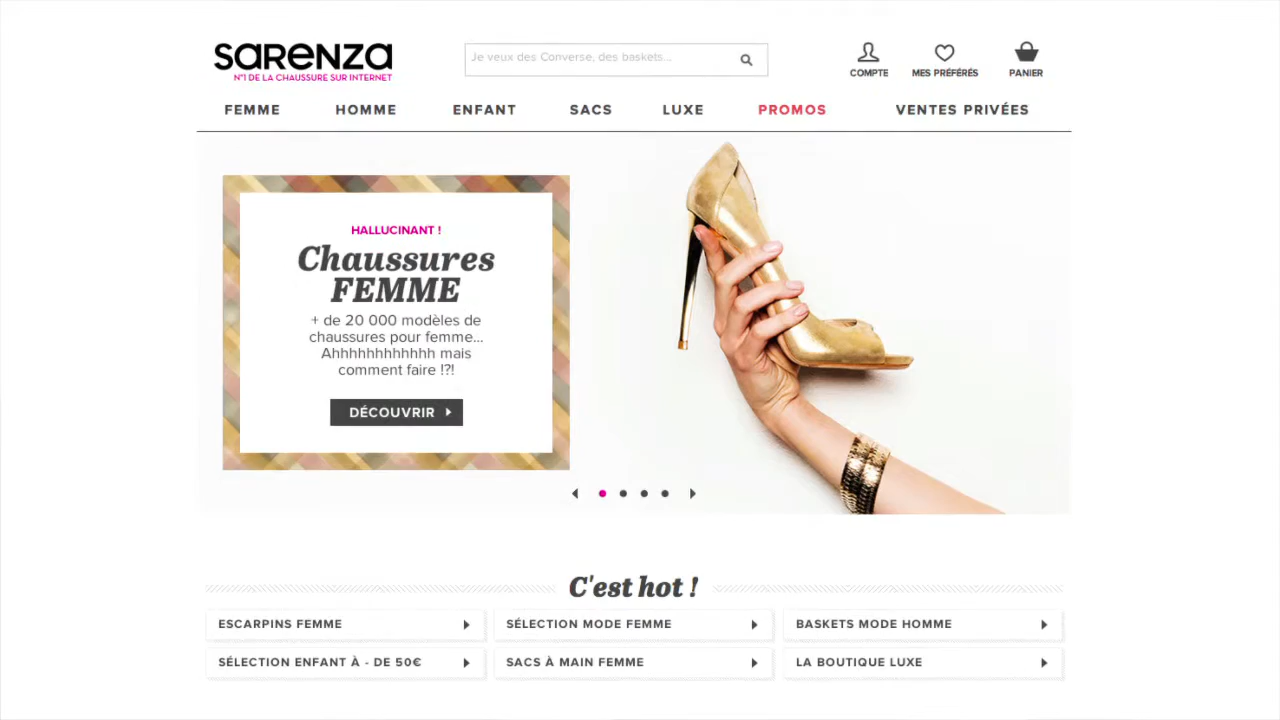 sarenza
N°1 DE LA CHAUSSURE SUR INTERNET
Je veux des Converse, des baskets...
COMPTE
MES PRÉFÉRÉS
PANIER
FEMME
HOMME
ENFANT
SACS
LUXE
PROMOS
VENTES PRIVÉES
HALLUCINANT !
Chaussures
FEMME
+ de 20 000 modèles de
chaussures pour femme...
Ahhhhhhhhhhhh mais
comment faire !?!
DÉCOUVRIR
C'est hot !
ESCARPINS FEMME
SÉLECTION MODE FEMME
BASKETS MODE HOMME
SÉLECTION ENFANT À - DE 50€
SACS À MAIN FEMME
LA BOUTIQUE LUXE